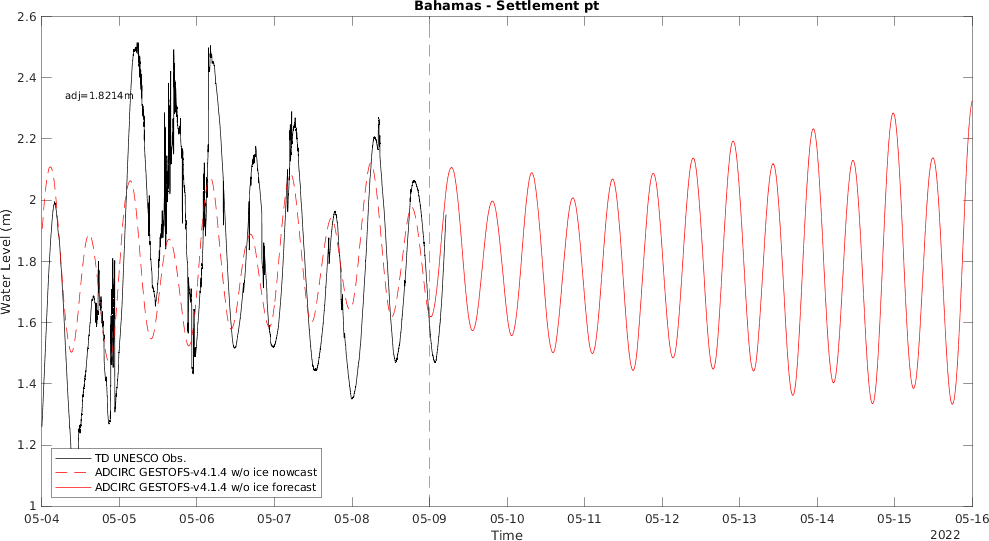 Bahamas - Settlement pt
2.6
2.4
2.2
2
1.8
1.6
1.4
1.2
1
Water Level (m)
adj=1.8214m
TD UNESCO Obs.
ADCIRC GESTOFS-v4.1.4 w/o ice nowcast
ADCIRC GESTOFS-v4.1.4 w/o ice forecast
05-04 05-05 05-06 05-07 05-08 05-09 05-10 05-11 05-12 05-13 05-14 05-15 05-16
Time
2022